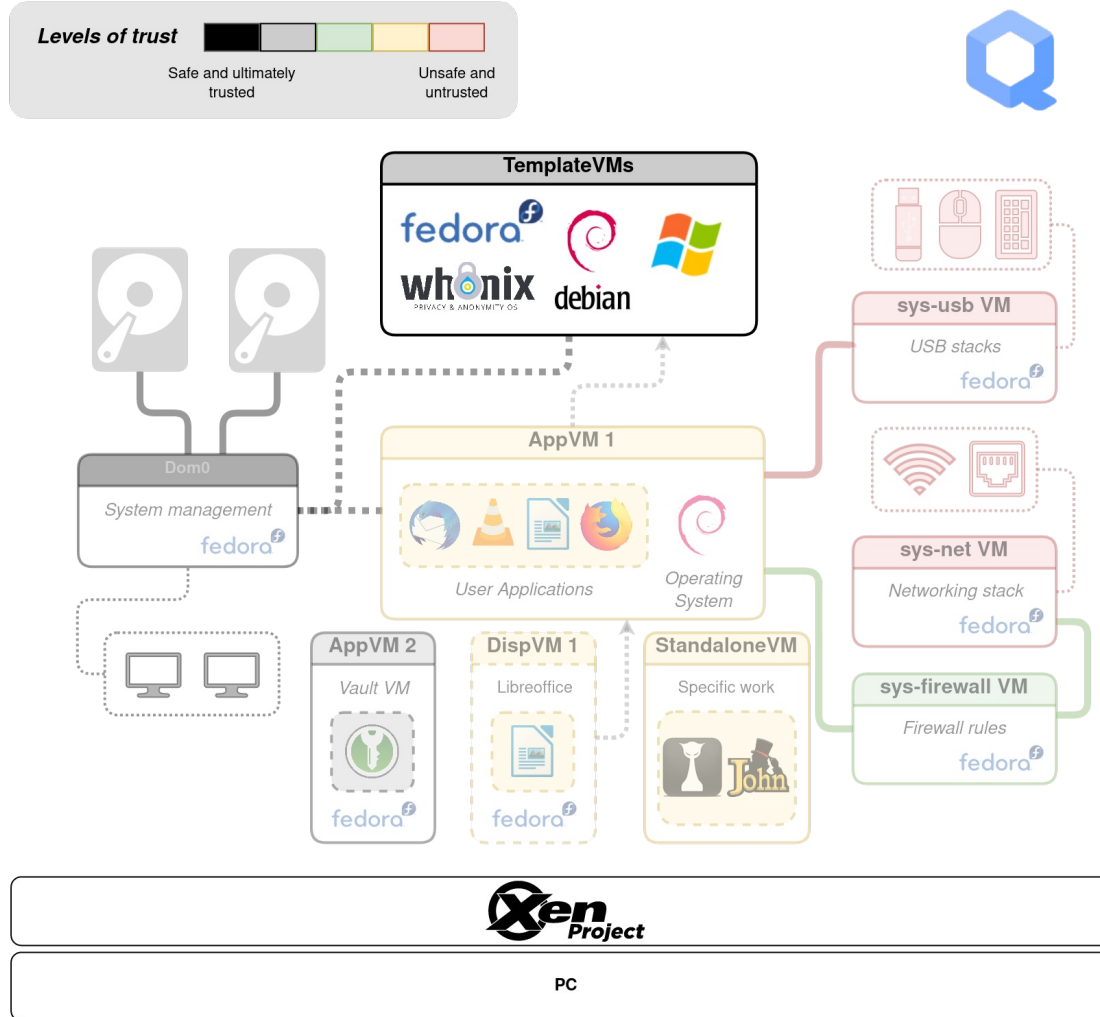 Levels of trust
Safe and ultimately
trusted
Unsafe and
untrusted
TemplateVMs
fedora
debian
whonix
PRIVACY & ANONYMITY OS
sys-usb VM
USB stacks
fedora
AppVM 1
User Applications
Operating
System
Dom0
System management
fedora
sys-net VM
Networking stack
fedora
AppVM 2
Vault VM
fedora
DispVM 1
Libreoffice
fedora
StandaloneVM
Specific work
John
sys-firewall VM
Firewall rules
fedora
Xen
Project
PC